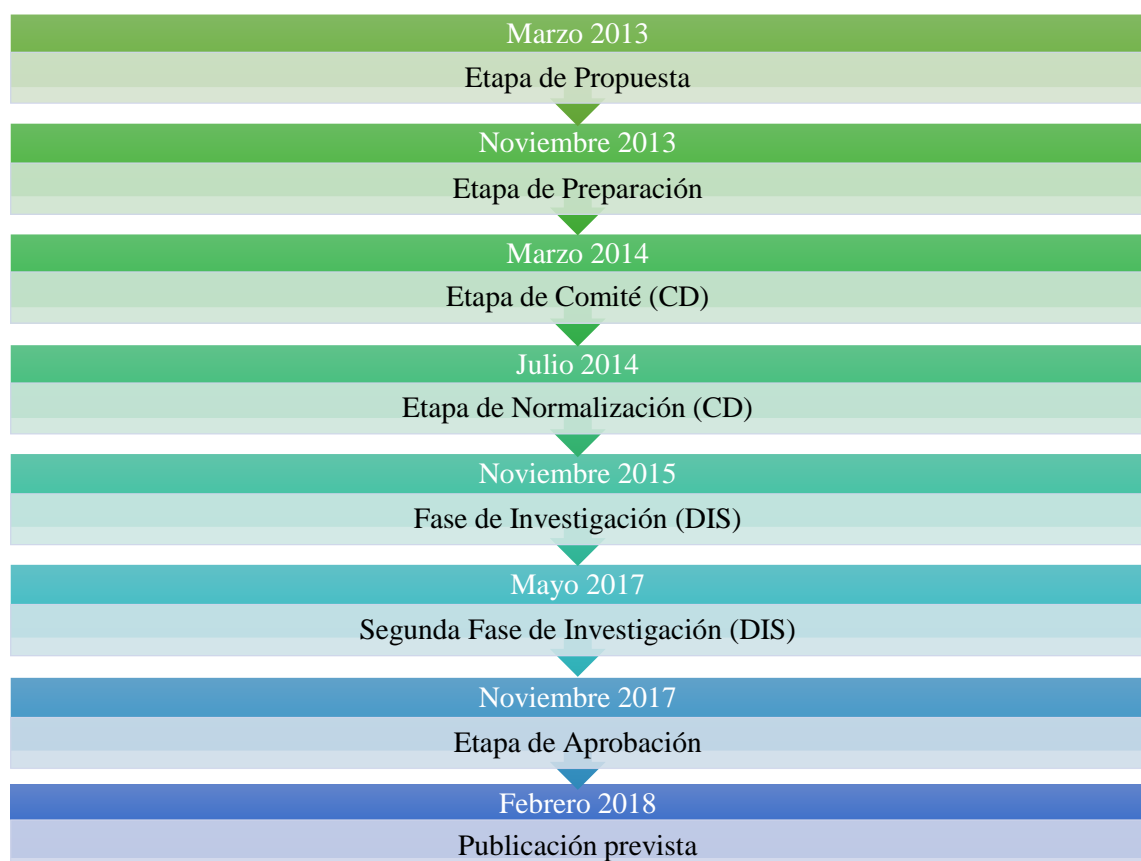 Marzo 2013
Etapa de Propuesta
Noviembre 2013
Etapa de Preparación
Marzo 2014
Etapa de Comité (CD)
Julio 2014
Etapa de Normalización (CD)
Noviembre 2015
Fase de Investigación (DIS)
Mayo 2017
Segunda Fase de Investigación (DIS)
Noviembre 2017
Etapa de Aprobación
Febrero 2018
Publicación prevista